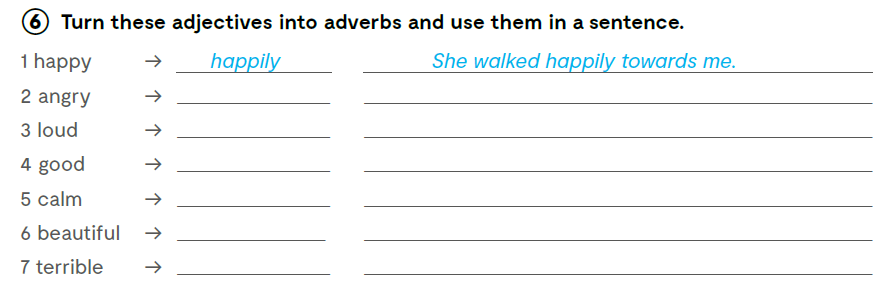 6 Turn these adjectives into adverbs and use them in a sentence.
1 happy → happily She walked happily towards me.
2 angry →
3 loud →
4 good →
5 calm →
6 beautiful →
7 terrible →